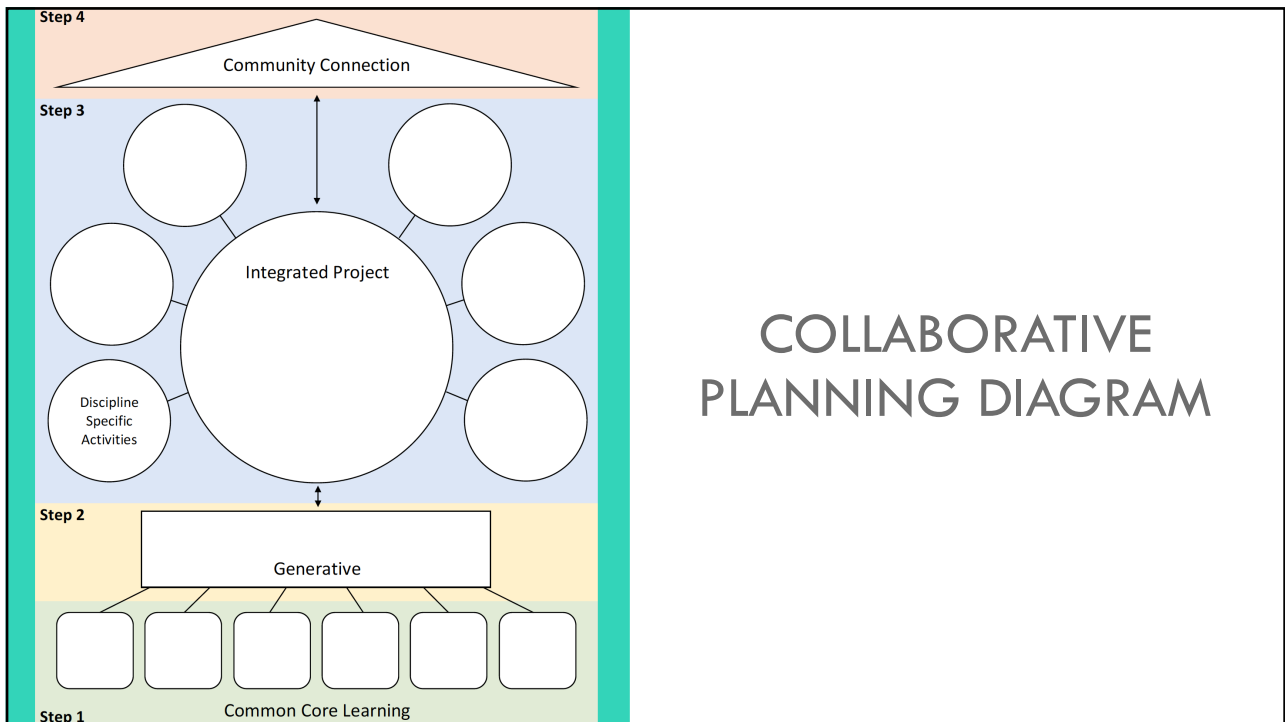 Step 4
Community Connection
Step 3
Integrated Project
Discipline
Specific
Activities
Step 2
Generative
Common Core Learning
Step 1
COLLABORATIVE
PLANNING DIAGRAM